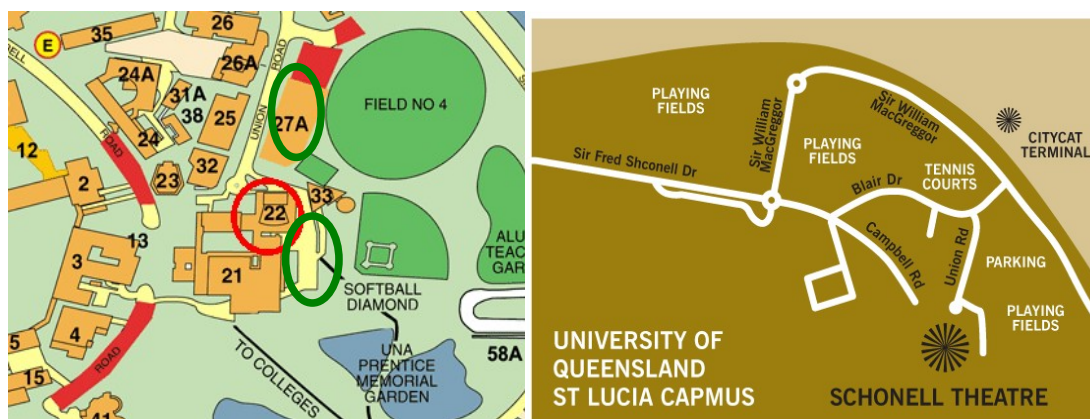 35
26
E
26A
24A
31A
38
25
24
12
ROAD
2
23
32
UNION
ROAD
27A
FIELD NO 4
22
33
13
3
21
4
15
41
SOFTBALL
DIAMOND
ALU
TEAC
GAR
UNA
PRENTICE
MEMORIAL
GARDEN
58A
TO COLLEGES
ROAD
PLAYING
FIELDS
Sir William
MacGreggor
Sir William
MacGreggor
CITYCAT
TERMINAL
Sir Fred Shconell Dr
PLAYING
FIELDS
TENNIS
COURTS
Blair Dr
Campbell Rd
Union Rd
PARKING
PLAYING
FIELDS
UNIVERSITY OF
QUEENSLAND
ST LUCIA CAPMUS
SCHONELL THEATRE